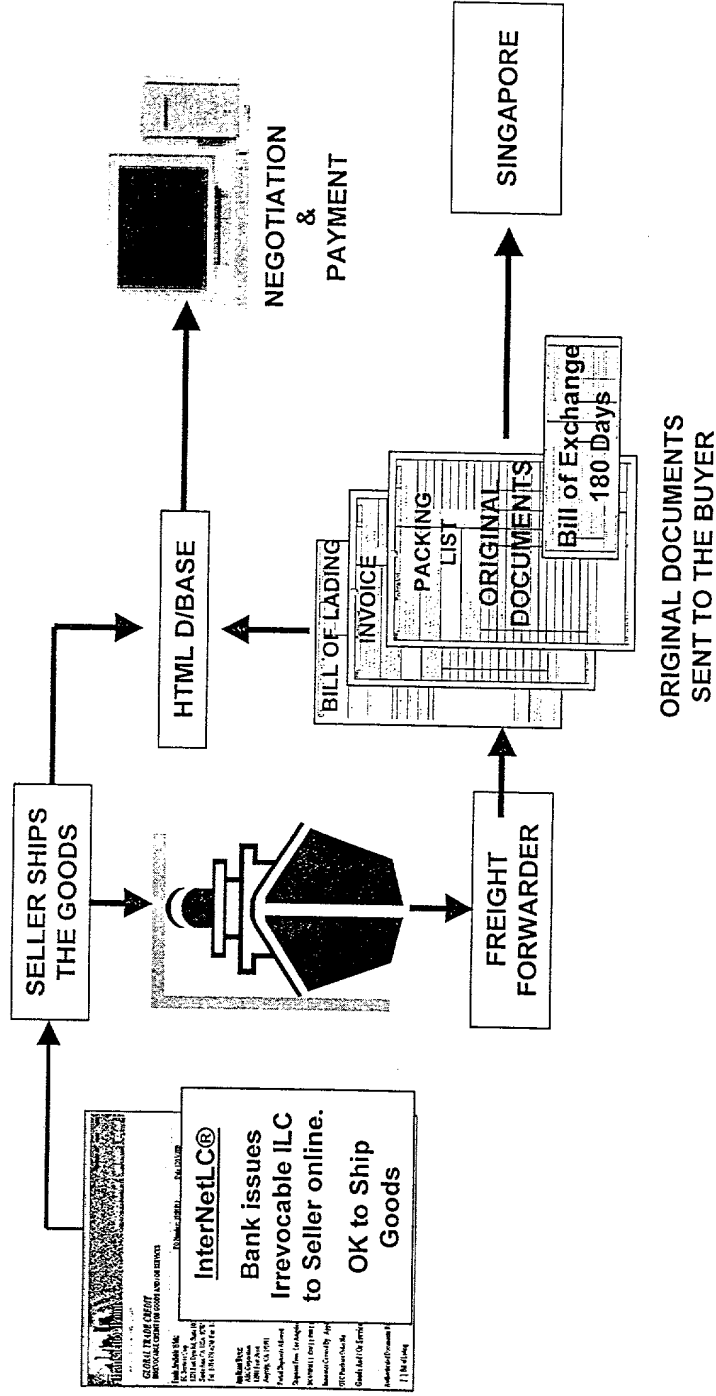 GLOBAL TRADE CREDIT
InterNetLC®
Bank issues
Irrevocable ILC
to Seller online.
OK to Ship
Goods
SELLER SHIPS
THE GOODS
FREIGHT
FORWARDER
HTML D/BASE
BILL OF LADING
INVOICE
PACKING
LIST
ORIGINAL
DOCUMENTS
Bill of Exchange
180 Days
ORIGINAL DOCUMENTS
SENT TO THE BUYER
NEGOTIATION
&
PAYMENT
SINGAPORE